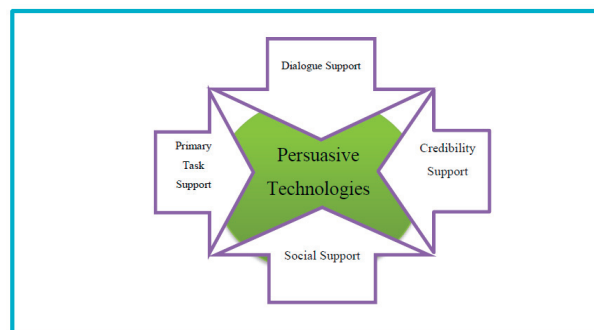 Dialogue Support
Primary
Task
Support
Persuasive
Technologies
Credibility
Support
Social Support